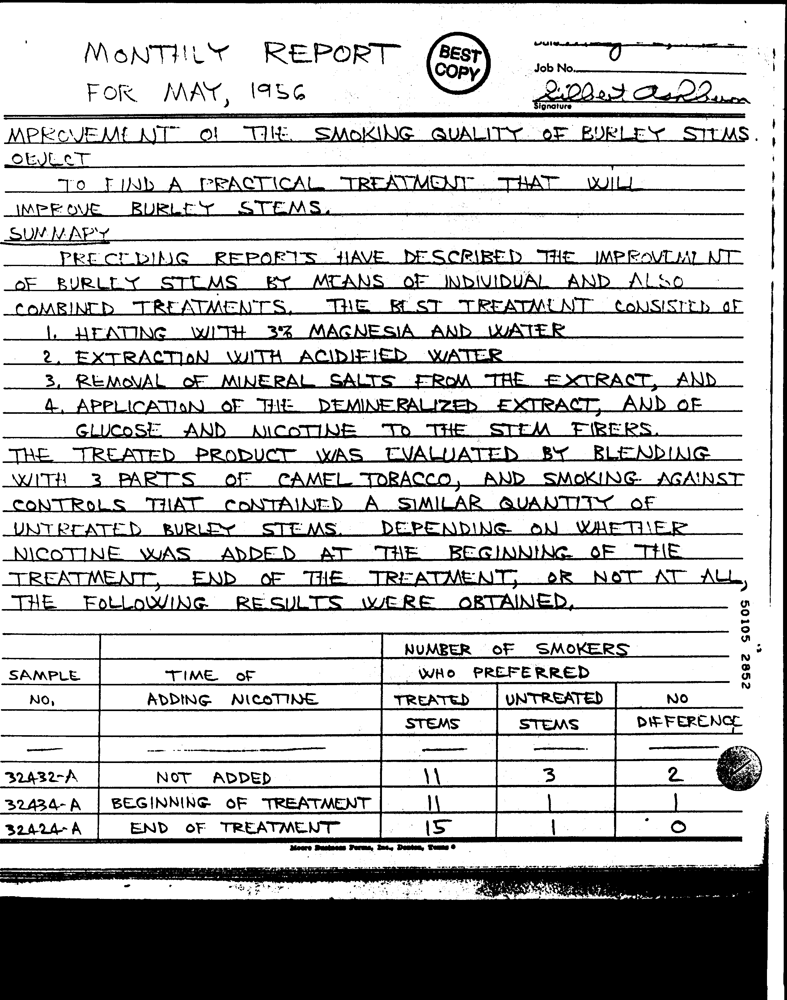 MONTHLY REPORT
BEST COPY
FOR MAY, 1956
Job No.
Gilbert Ashburn
Signature
MPROVEMENT OF THE SMOKING QUALITY OF BURLEY STEMS.
OBJECT
TO FIND A PRACTICAL TREATMENT THAT WILL
IMPROVE BURLEY STEMS.
SUMMARY
PRECEDING REPORTS HAVE DESCRIBED THE IMPROVEMENT
OF BURLEY STEMS BY MEANS OF INDIVIDUAL AND ALSO
COMBINED TREATMENTS. THE BEST TREATMENT CONSISTED OF
1. HEATING WITH 3% MAGNESIA AND WATER
2. EXTRACTION WITH ACIDIFIED WATER
3. REMOVAL OF MINERAL SALTS FROM THE EXTRACT, AND
4. APPLICATION OF THE DEMINERALIZED EXTRACT, AND OF
GLUCOSE AND NICOTINE TO THE STEM FIBERS.
THE TREATED PRODUCT WAS EVALUATED BY BLENDING
WITH 3 PARTS OF CAMEL TOBACCO, AND SMOKING AGAINST
CONTROLS THAT CONTAINED A SIMILAR QUANTITY OF
UNTREATED BURLEY STEMS. DEPENDING ON WHETHER
NICOTINE WAS ADDED AT THE BEGINNING OF THE
TREATMENT, END OF THE TREATMENT, OR NOT AT ALL,
THE FOLLOWING RESULTS WERE OBTAINED.
50105 2852
NUMBER OF SMOKERS
SAMPLE TIME OF WHO PREFERRED
NO. ADDING NICOTINE TREATED UNTREATED NO
STEMS STEMS DIFFERENCE
32432-A NOT ADDED 11 3 2
32434-A BEGINNING OF TREATMENT 11 1 1
32424-A END OF TREATMENT 15 1 0
Moore Business Forms, Inc., Denton, Texas